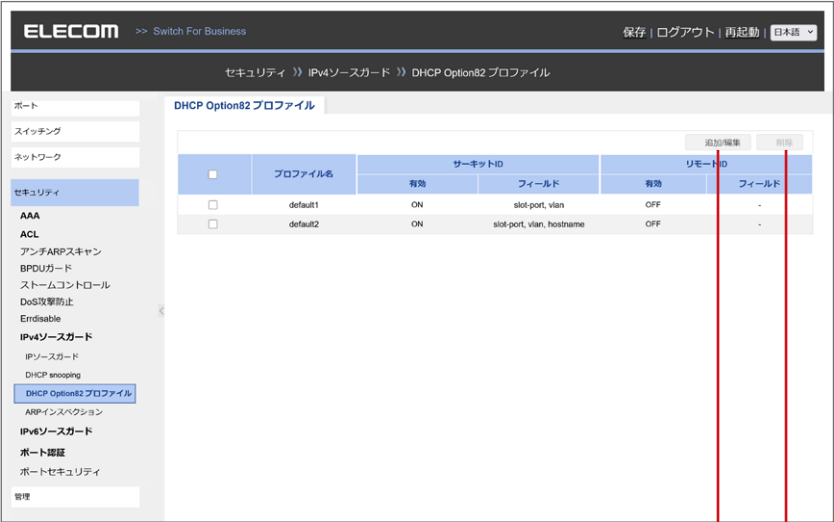 ELECOM >> Switch For Business 保存 | ログアウト | 再起動 | 日本語
セキュリティ 》 IPv4ソースガード 》 DHCP Option82 プロファイル
ポート
スイッチング
ネットワーク
セキュリティ
AAA
ACL
アンチARPスキャン
BPDUガード
ストームコントロール
DoS攻撃防止
Errdisable
IPv4ソースガード
IPソースガード
DHCP snooping
DHCP Option82 プロファイル
ARPインスペクション
IPv6ソースガード
ポート認証
ポートセキュリティ
管理
DHCP Option82 プロファイル
追加/編集 削除
プロファイル名 サーキットID リモートID
有効 フィールド 有効 フィールド
default1 ON slot-port, vlan OFF -
default2 ON slot-port, vlan, hostname OFF -